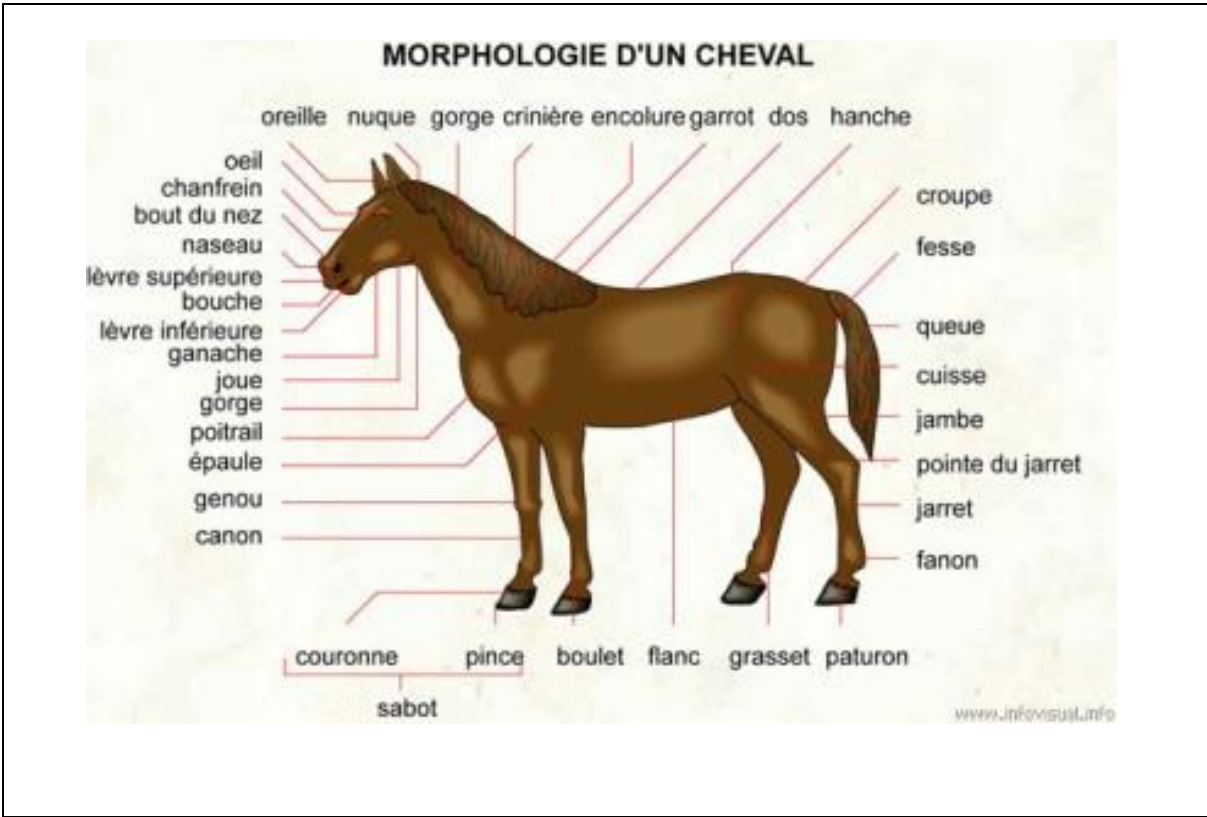 MORPHOLOGIE D'UN CHEVAL
oreille nuque gorge crinière encolure garrot dos hanche
oeil
chanfrein
bout du nez
naseau
lèvre supérieure
bouche
lèvre inférieure
ganache
joue
gorge
poitrail
épaule
genou
canon
croupe
fesse
queue
cuisse
jambe
pointe du jarret
jarret
fanon
couronne pince boulet flanc grasset paturon
sabot
www.infovisual.info